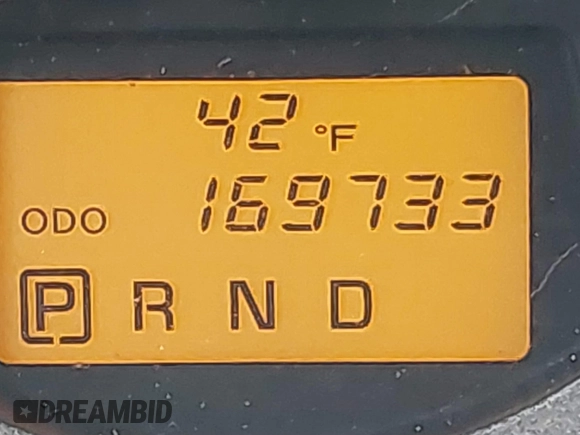 42 °F
ODO 169733
P R N D
DREAMBID